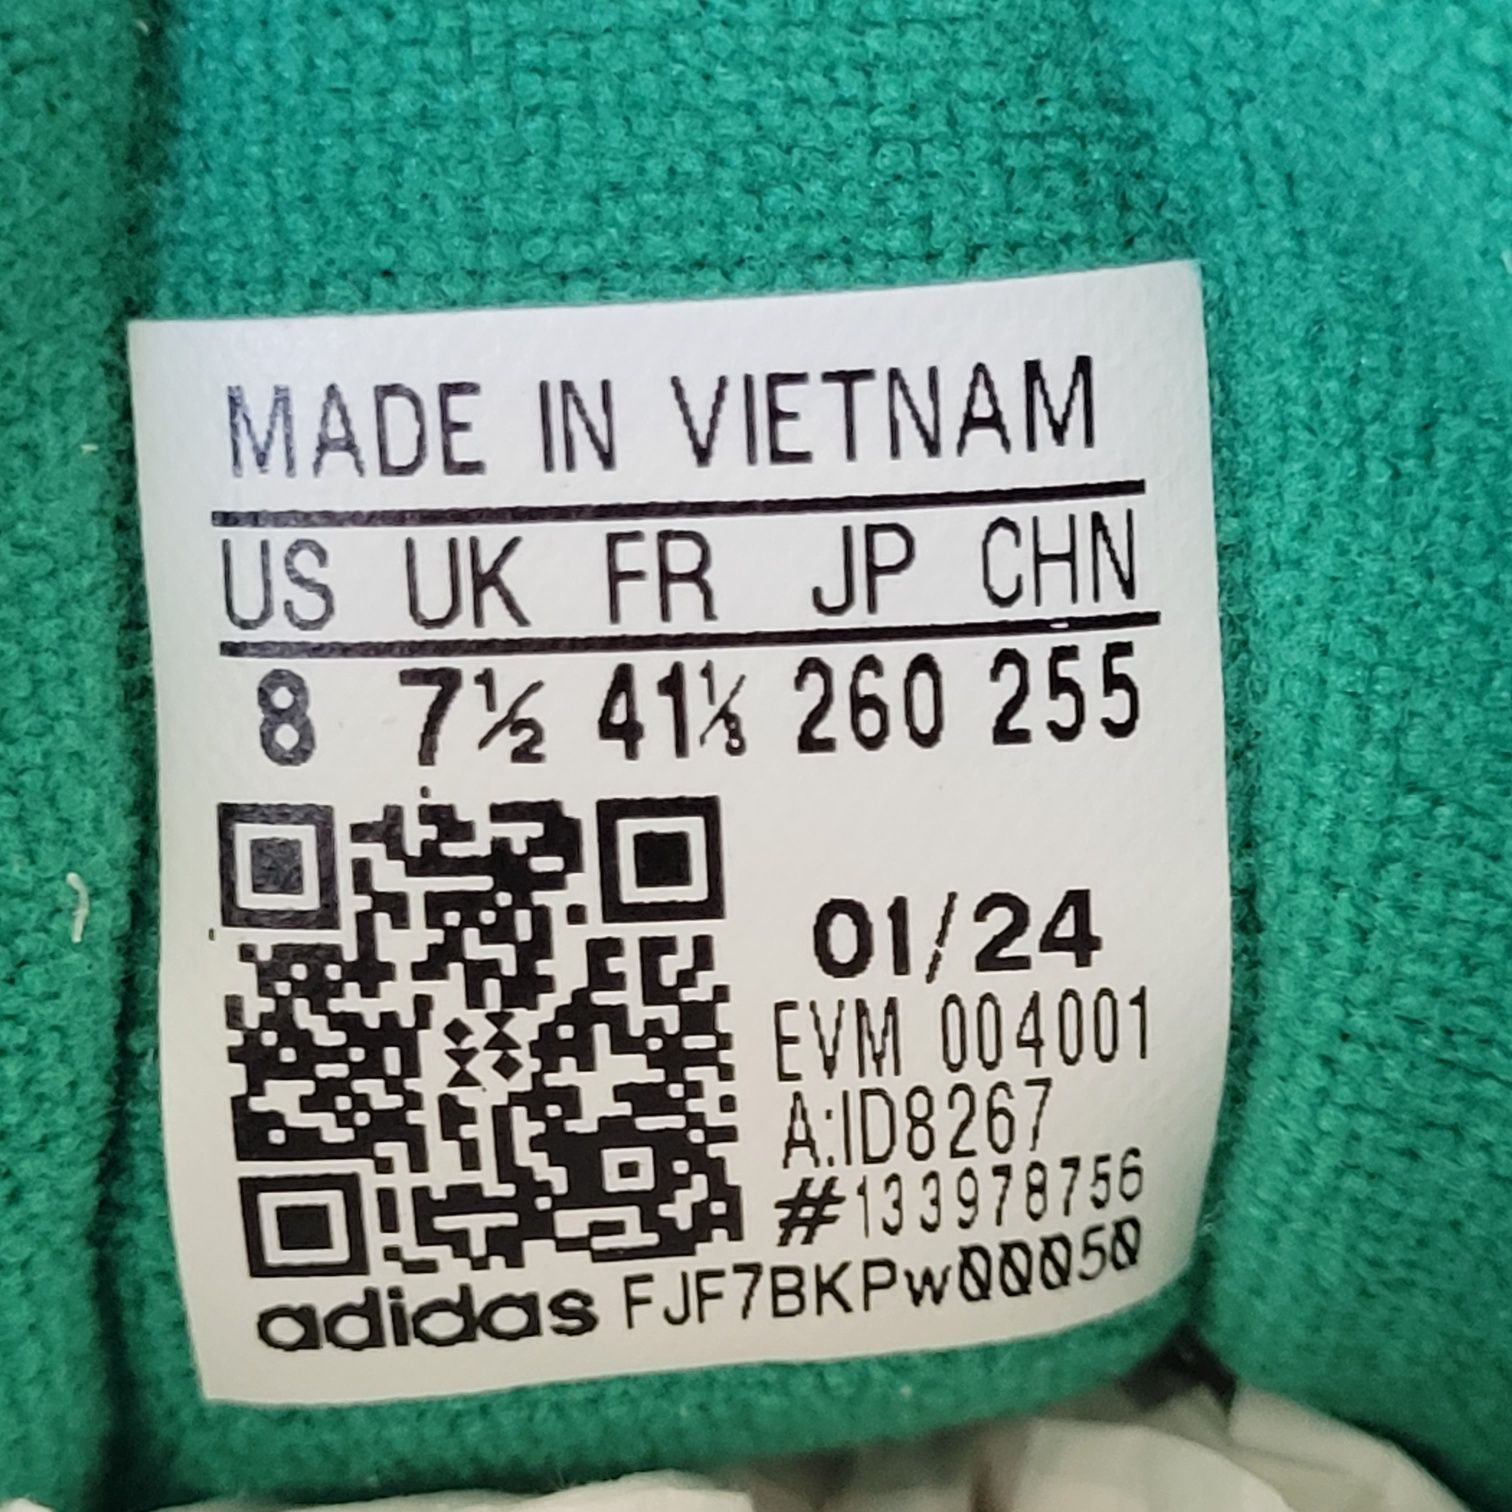 MADE IN VIETNAM
US UK FR JP CHN
8 7½ 41⅓ 260 255
01/24
EVM 004001
A:ID8267
#133978756
adidas FJF7BKPw00050